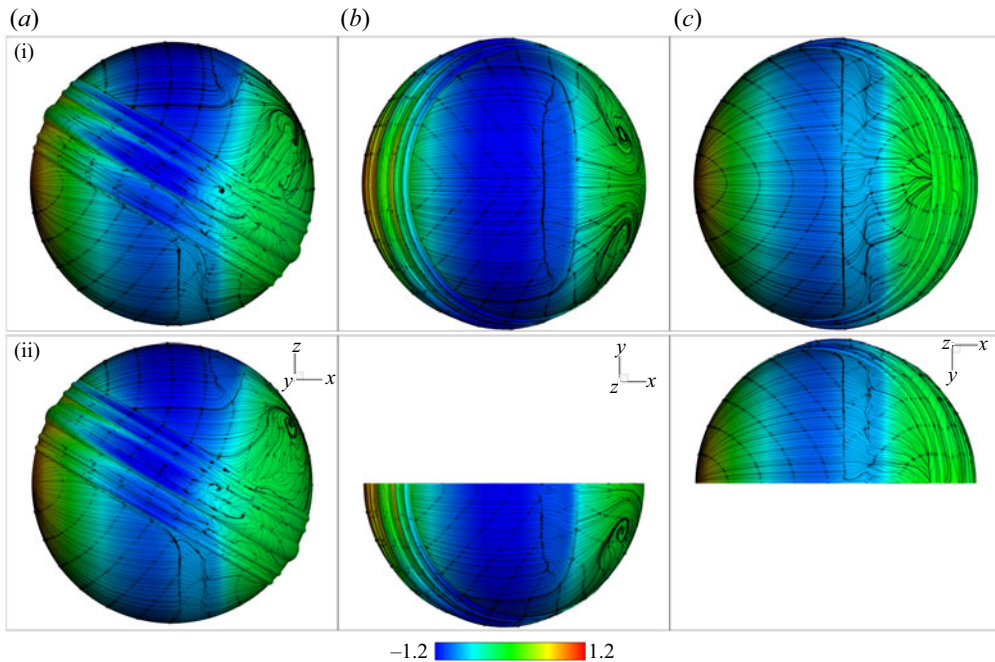 (a) (b) (c)
(i)
(ii)
z
y x
y
z x
z x
y
–1.2 1.2